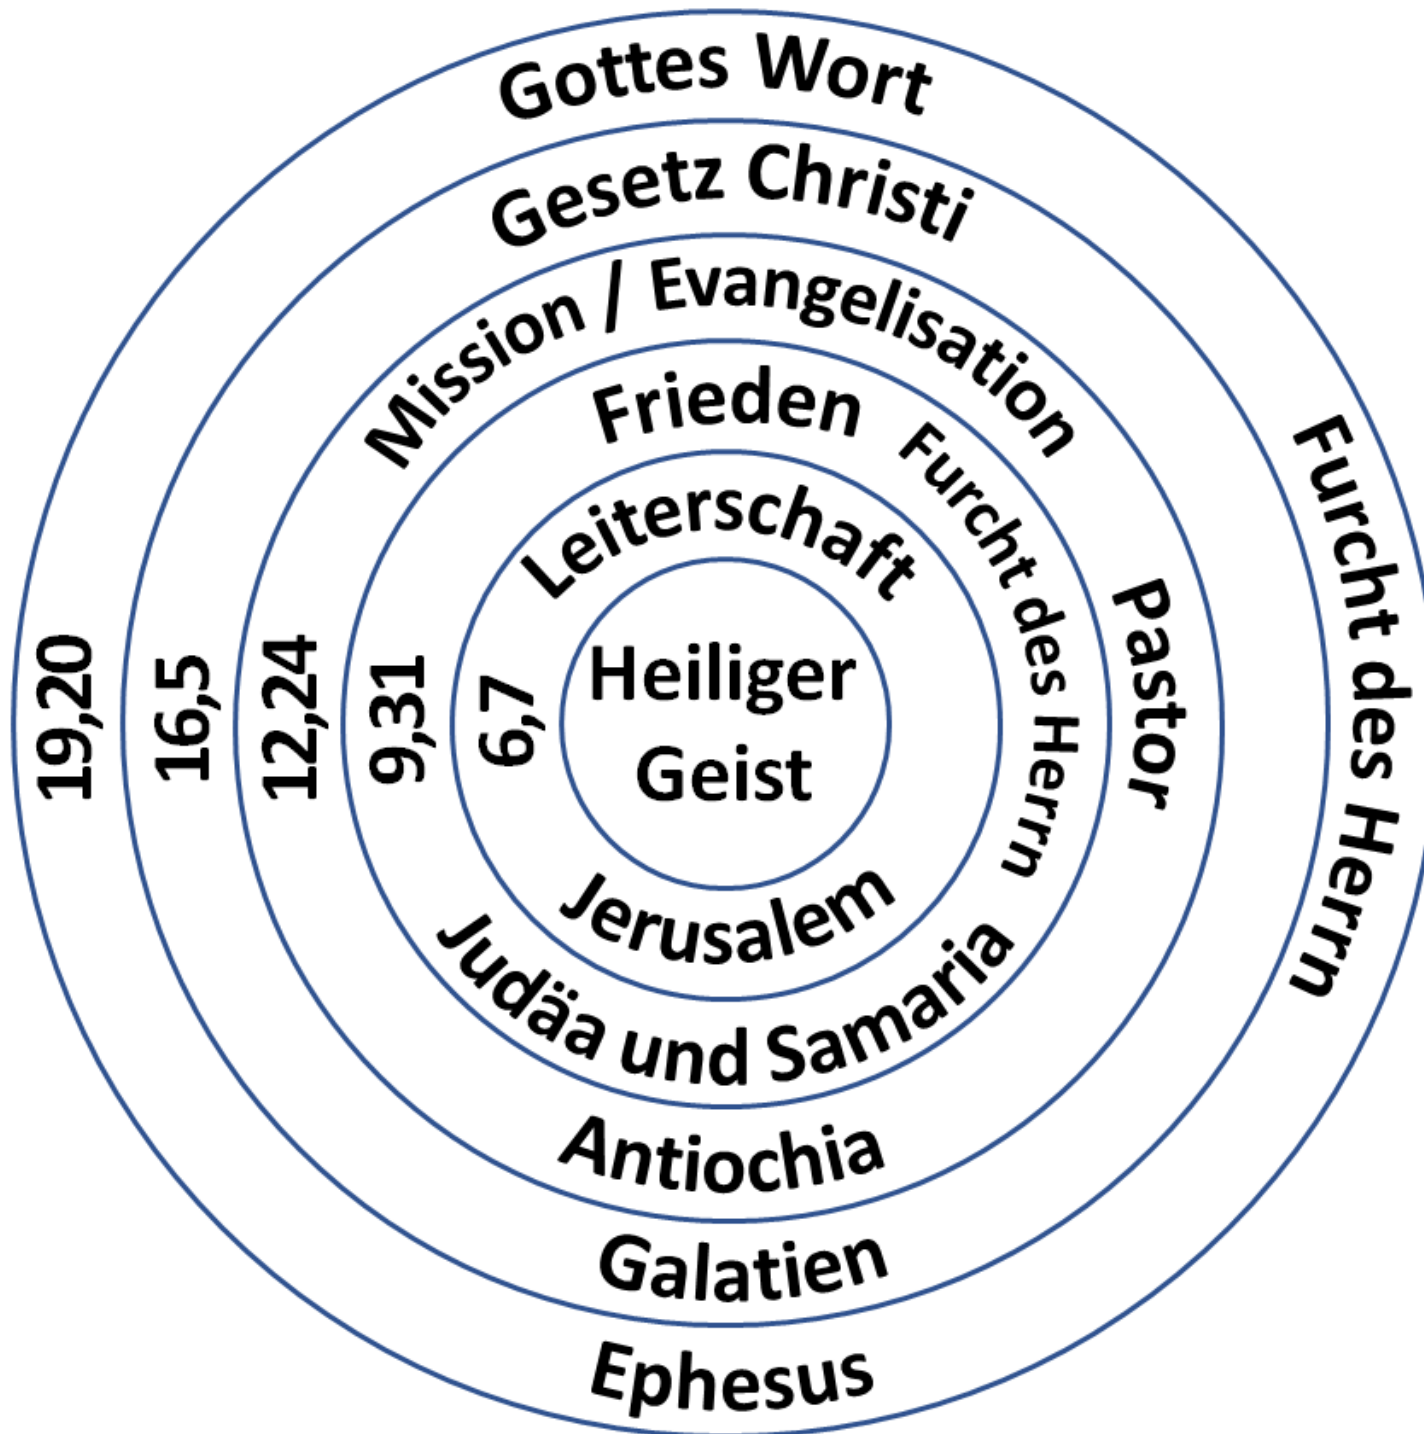 Gottes Wort
Gesetz Christi
Mission / Evangelisation
Frieden
Leiterschaft
Heiliger
Geist
19,20
16,5
12,24
9,31
6,7
Furcht des Herrn
Pastor
Furcht des Herrn
Jerusalem
Judäa und Samaria
Antiochia
Galatien
Ephesus